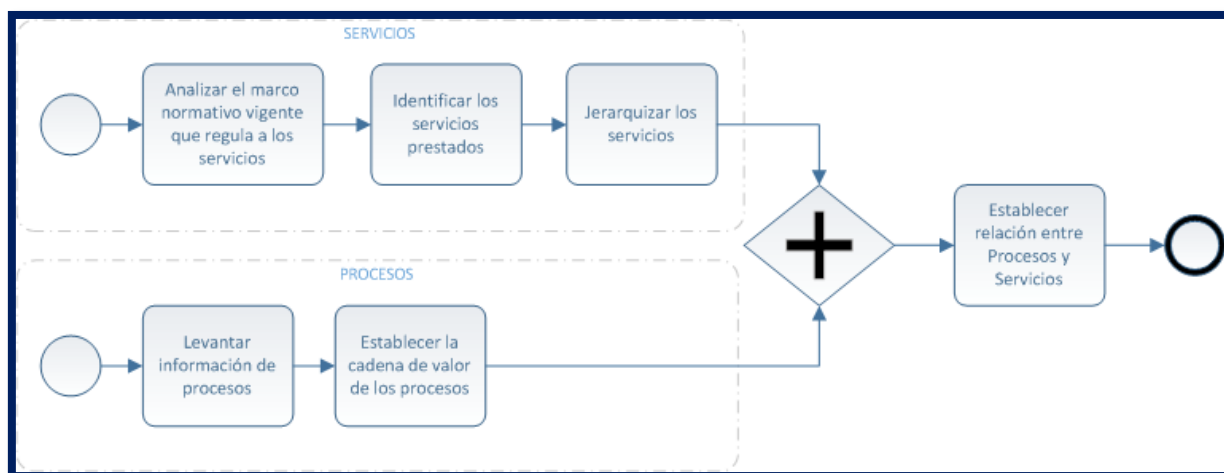 SERVICIOS
Analizar el marco
normativo vigente
que regula a los
servicios
Identificar los
servicios
prestados
Jerarquizar los
servicios
PROCESOS
Levantar
información de
procesos
Establecer la
cadena de valor
de los procesos
Establecer
relación entre
Procesos y
Servicios